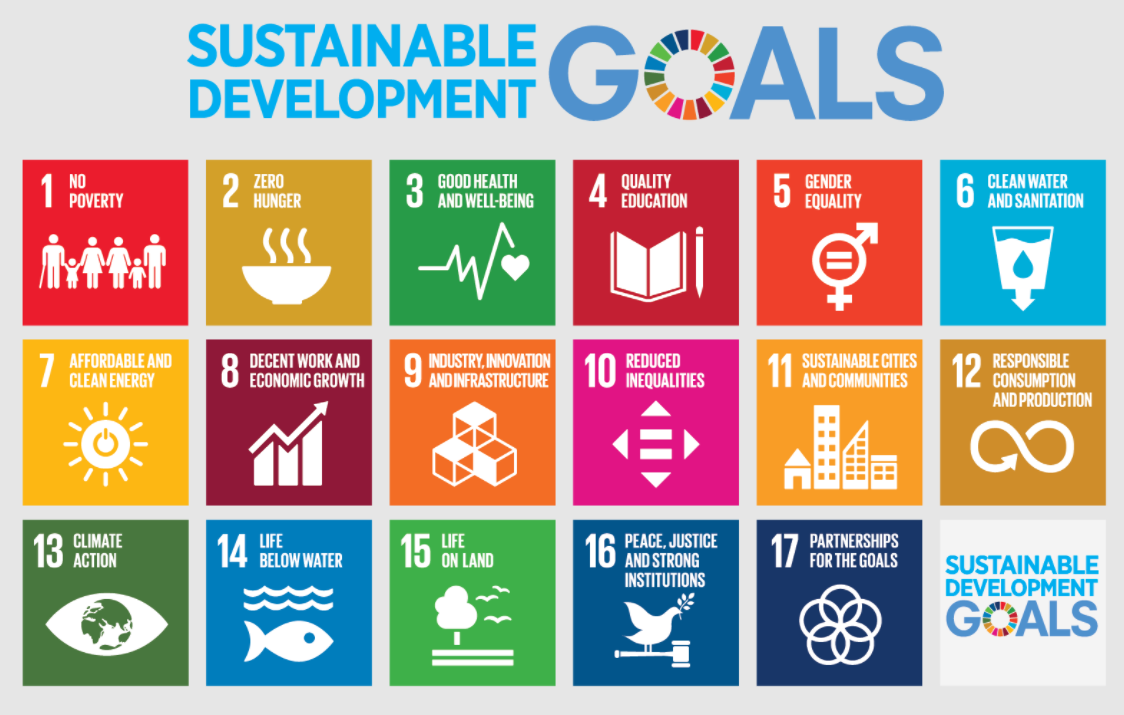 SUSTAINABLE
DEVELOPMENT
GOALS
1 NO
POVERTY
2 ZERO
HUNGER
3 GOOD HEALTH
AND WELL-BEING
4 QUALITY
EDUCATION
5 GENDER
EQUALITY
6 CLEAN WATER
AND SANITATION
7 AFFORDABLE AND
CLEAN ENERGY
8 DECENT WORK AND
ECONOMIC GROWTH
9 INDUSTRY, INNOVATION
AND INFRASTRUCTURE
10 REDUCED
INEQUALITIES
11 SUSTAINABLE CITIES
AND COMMUNITIES
12 RESPONSIBLE
CONSUMPTION
AND PRODUCTION
13 CLIMATE
ACTION
14 LIFE
BELOW WATER
15 LIFE
ON LAND
16 PEACE, JUSTICE
AND STRONG
INSTITUTIONS
17 PARTNERSHIPS
FOR THE GOALS
SUSTAINABLE
DEVELOPMENT
GOALS